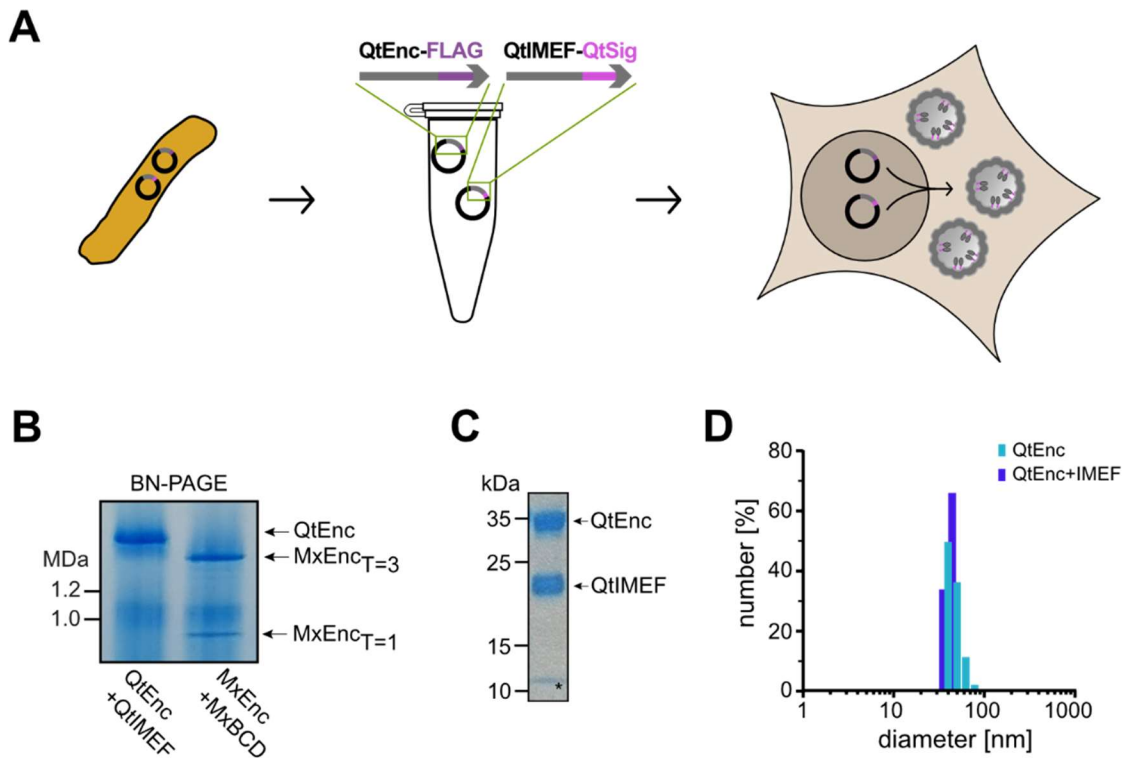 A
QtEnc-FLAG QtIMEF-QtSig
B
BN-PAGE
MDa
1.2
1.0
QtEnc
MxEncT=3
MxEncT=1
QtEnc
+QtIMEF
MxEnc
+MxBCD
C
kDa
35
25
15
10
QtEnc
QtIMEF
*
D
number [%]
80
60
40
20
0
1 10 100 1000
diameter [nm]
QtEnc
QtEnc+IMEF